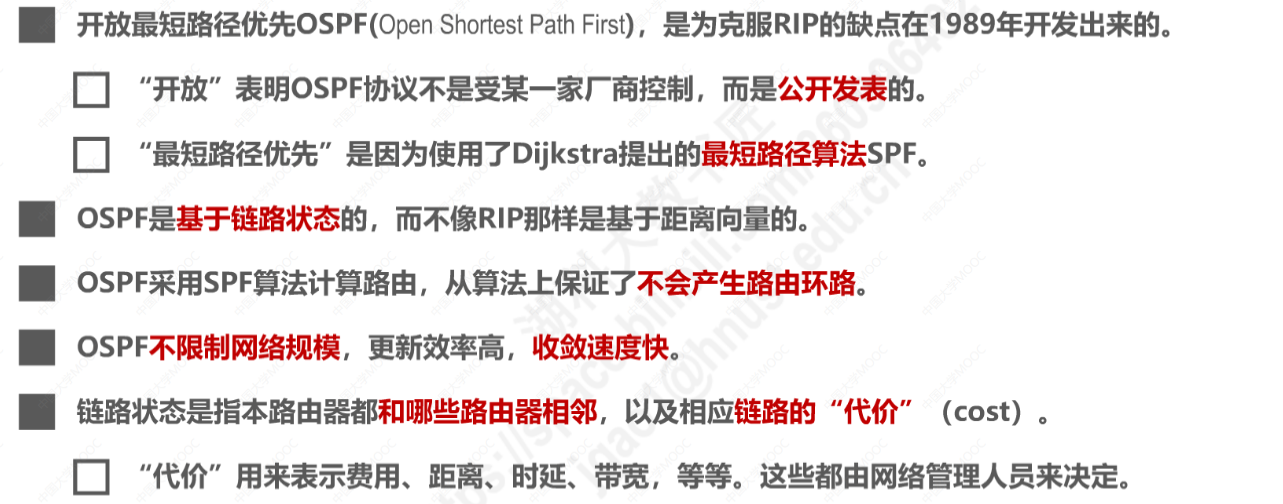 开放最短路径优先OSPF(Open Shortest Path First)，是为克服RIP的缺点在1989年开发出来的。
“开放”表明OSPF协议不是受某一家厂商控制，而是公开发表的。
“最短路径优先”是因为使用了Dijkstra提出的最短路径算法SPF。
OSPF是基于链路状态的，而不像RIP那样是基于距离向量的。
OSPF采用SPF算法计算路由，从算法上保证了不会产生路由环路。
OSPF不限制网络规模，更新效率高，收敛速度快。
链路状态是指本路由器都和哪些路由器相邻，以及相应链路的“代价”（cost）。
“代价”用来表示费用、距离、时延、带宽，等等。这些都由网络管理人员来决定。